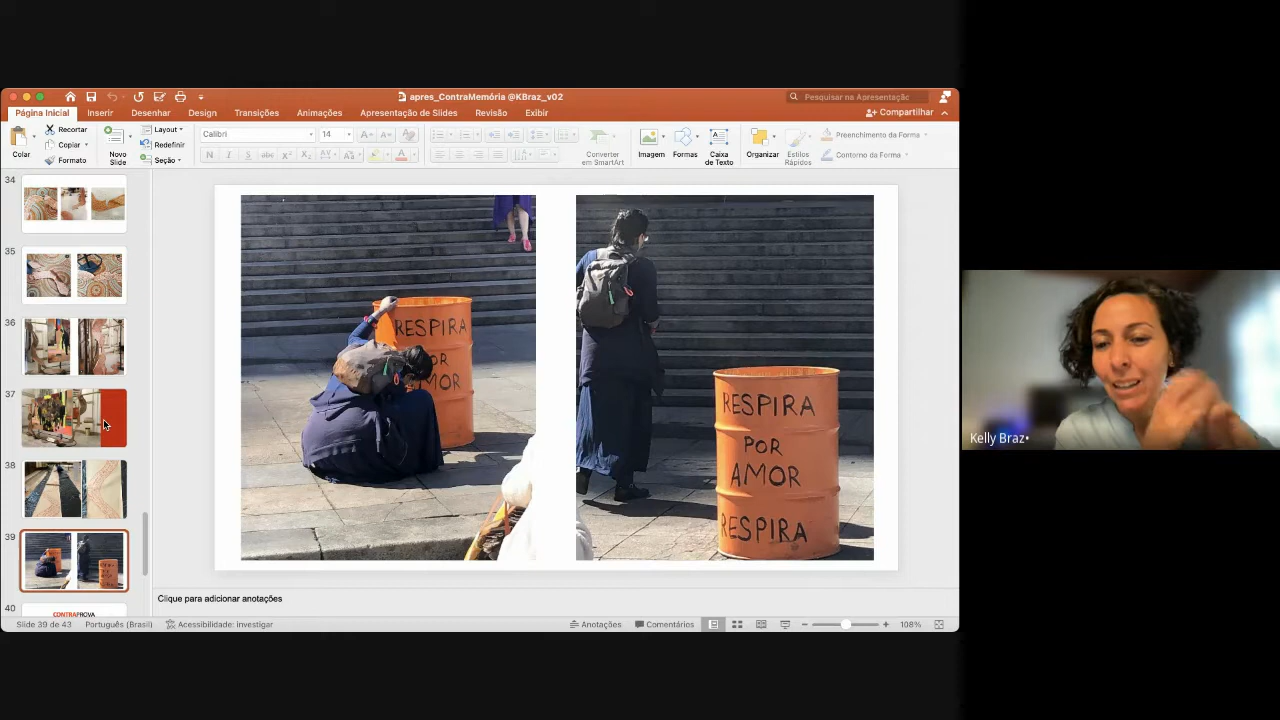 apres_ContraMemória @KBraz_v02
Pesquisar na Apresentação
Página Inicial
Inserir
Desenhar
Design
Transições
Animações
Apresentação de Slides
Revisão
Exibir
Compartilhar
Colar
Recortar
Copiar
Formato
Novo
Slide
Layout
Redefinir
Seção
Calibri
14
Converter
em SmartArt
Imagem
Formas
Caixa
de Texto
Organizar
Estilos
Rápidos
Preenchimento da Forma
Contorno da Forma
34
35
36
37
38
39
40
CONTRAPROVA
RESPIRA
OR
MOR
RESPIRA
POR
AMOR
RESPIRA
Clique para adicionar anotações
Slide 39 de 43
Português (Brasil)
Acessibilidade: investigar
Anotações
Comentários
108%
Kelly Braz